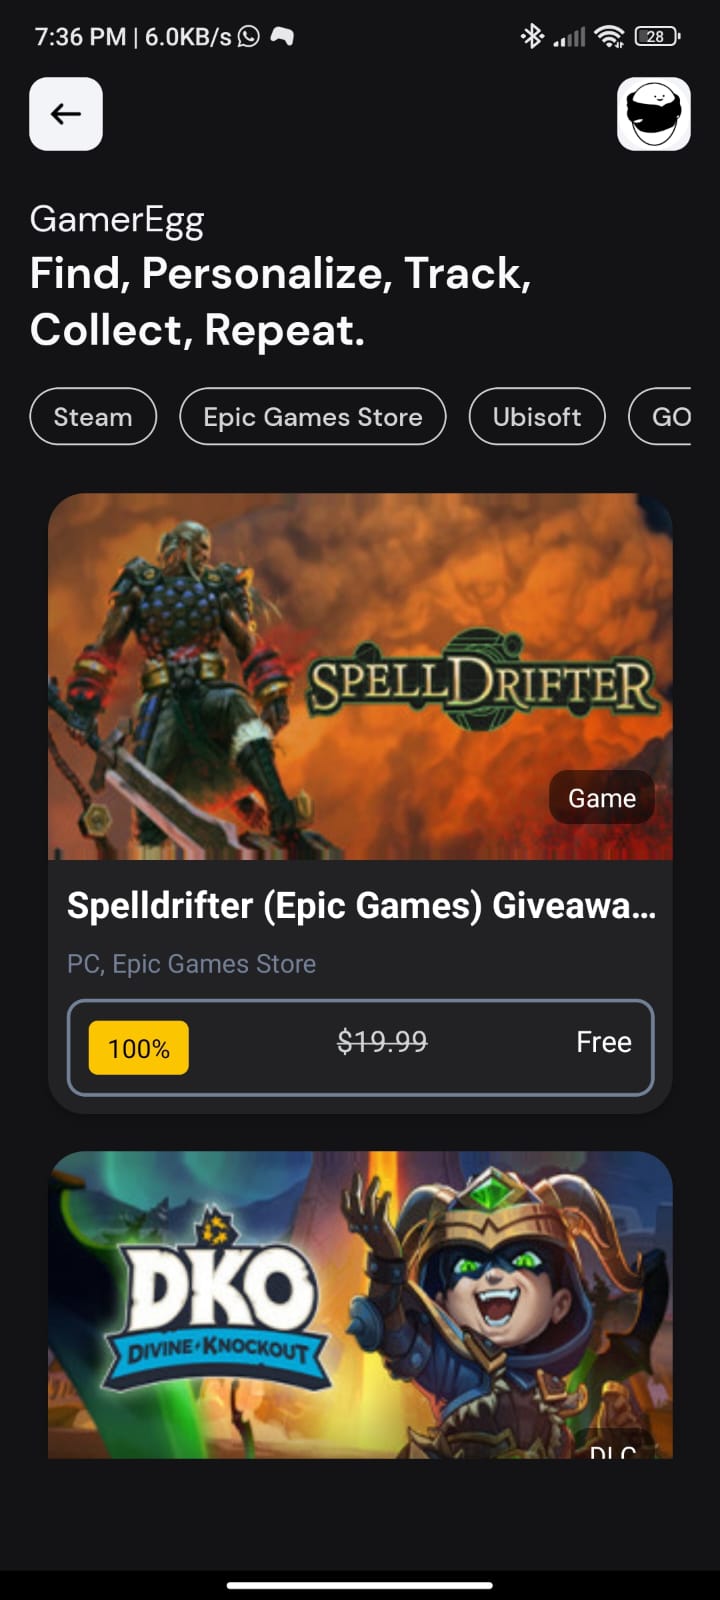 7:36 PM | 6.0KB/s
28
GamerEgg
Find, Personalize, Track,
Collect, Repeat.
Steam Epic Games Store Ubisoft GO
SPELLDRIFTER
Game
Spelldrifter (Epic Games) Giveawa...
PC, Epic Games Store
100% $19.99 Free
DKO
DIVINE KNOCKOUT
DLC